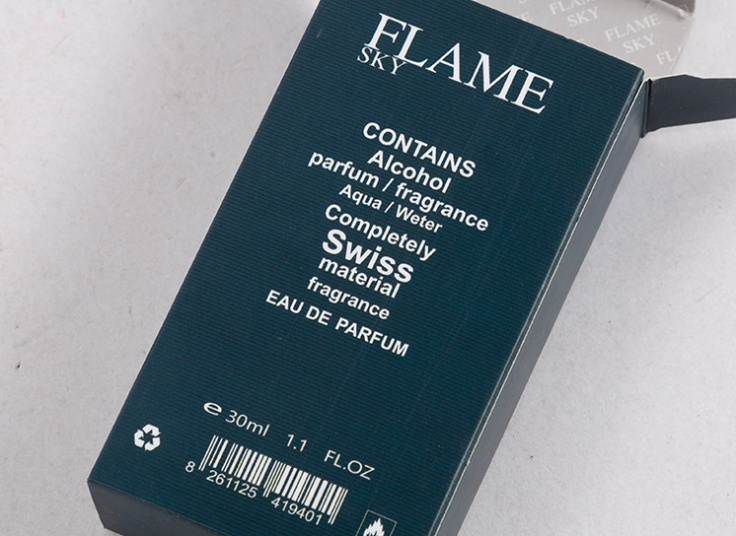 FLAME
SKY
CONTAINS
Alcohol
parfum / fragrance
Aqua / Weter
Completely
Swiss
material
fragrance
EAU DE PARFUM
e 30ml 1.1 FL.OZ
8 261125 419401
FLAME
SKY
FLAME
SKY